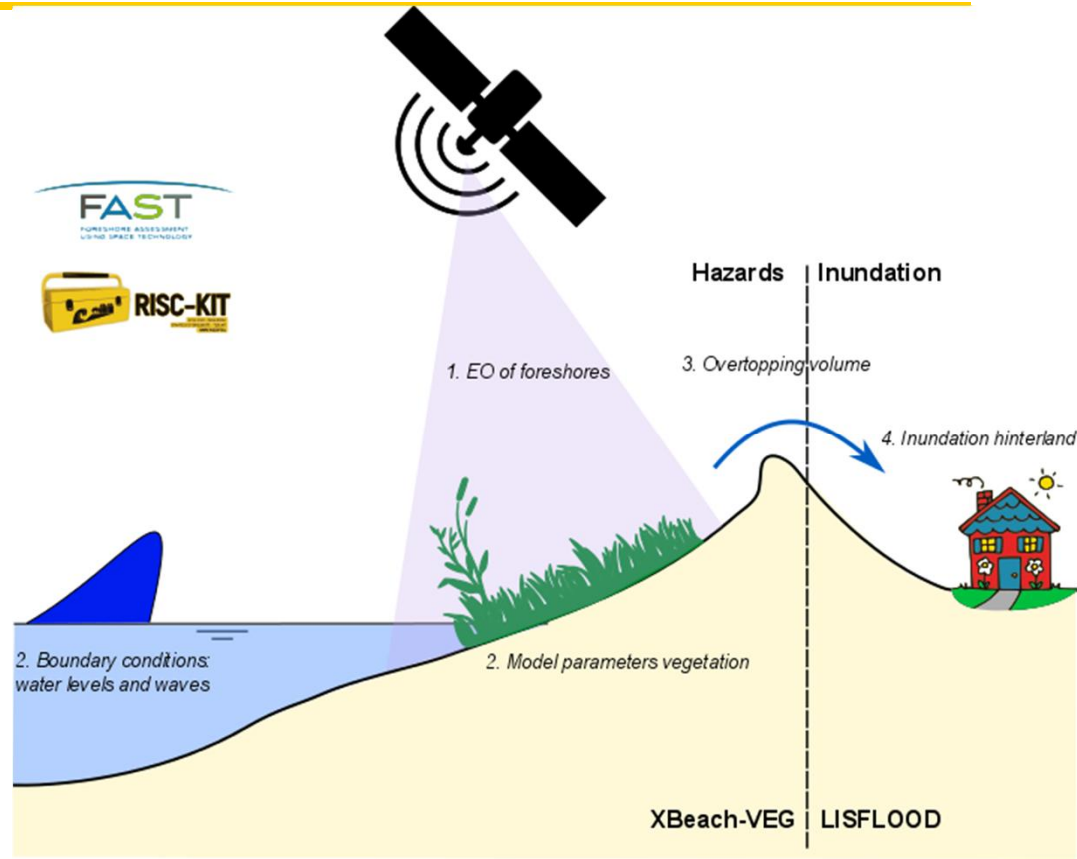 FAST
FORESHORE ASSESSMENT
USING SPACE TECHNOLOGY
RISC-KIT
Hazards
Inundation
1. EO of foreshores
3. Overtopping volume
4. Inundation hinterland
2. Boundary conditions:
water levels and waves
2. Model parameters vegetation
XBeach-VEG
LISFLOOD